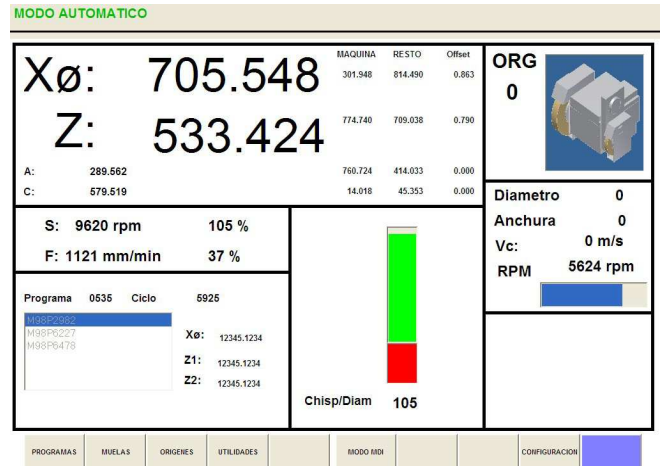 MODO AUTOMATICO
MAQUINA RESTO Offset
Xø: 705.548 301.948 814.490 0.863
Z: 533.424 774.740 709.038 0.790
A: 289.562 760.724 414.033 0.000
C: 579.519 14.018 45.353 0.000
ORG
0
Diametro 0
Anchura 0
Vc: 0 m/s
RPM 5624 rpm
S: 9620 rpm 105 %
F: 1121 mm/min 37 %
Programa 0535 Ciclo 5925
M98P2982
M98P6227
M98P6478
Xø: 12345.1234
Z1: 12345.1234
Z2: 12345.1234
Chisp/Diam 105
PROGRAMAS MUELAS ORIGENES UTILIDADES MODO MDI CONFIGURACION